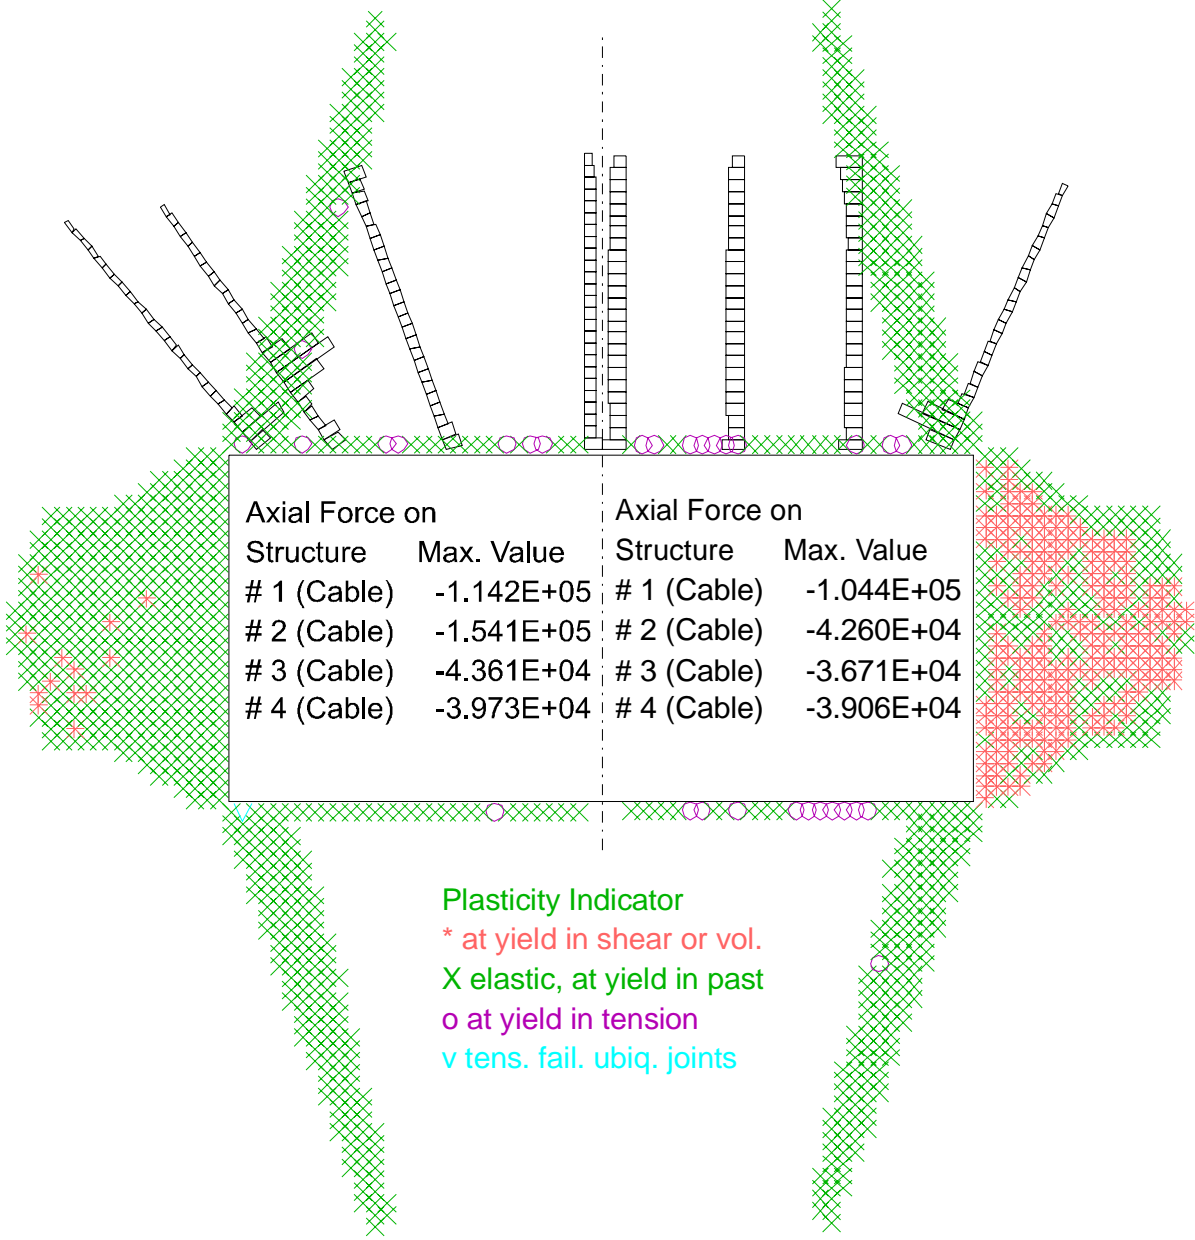 Axial Force on
Structure Max. Value
# 1 (Cable) -1.142E+05
# 2 (Cable) -1.541E+05
# 3 (Cable) -4.361E+04
# 4 (Cable) -3.973E+04
Axial Force on
Structure Max. Value
# 1 (Cable) -1.044E+05
# 2 (Cable) -4.260E+04
# 3 (Cable) -3.671E+04
# 4 (Cable) -3.906E+04
Plasticity Indicator
* at yield in shear or vol.
X elastic, at yield in past
o at yield in tension
v tens. fail. ubiq. joints